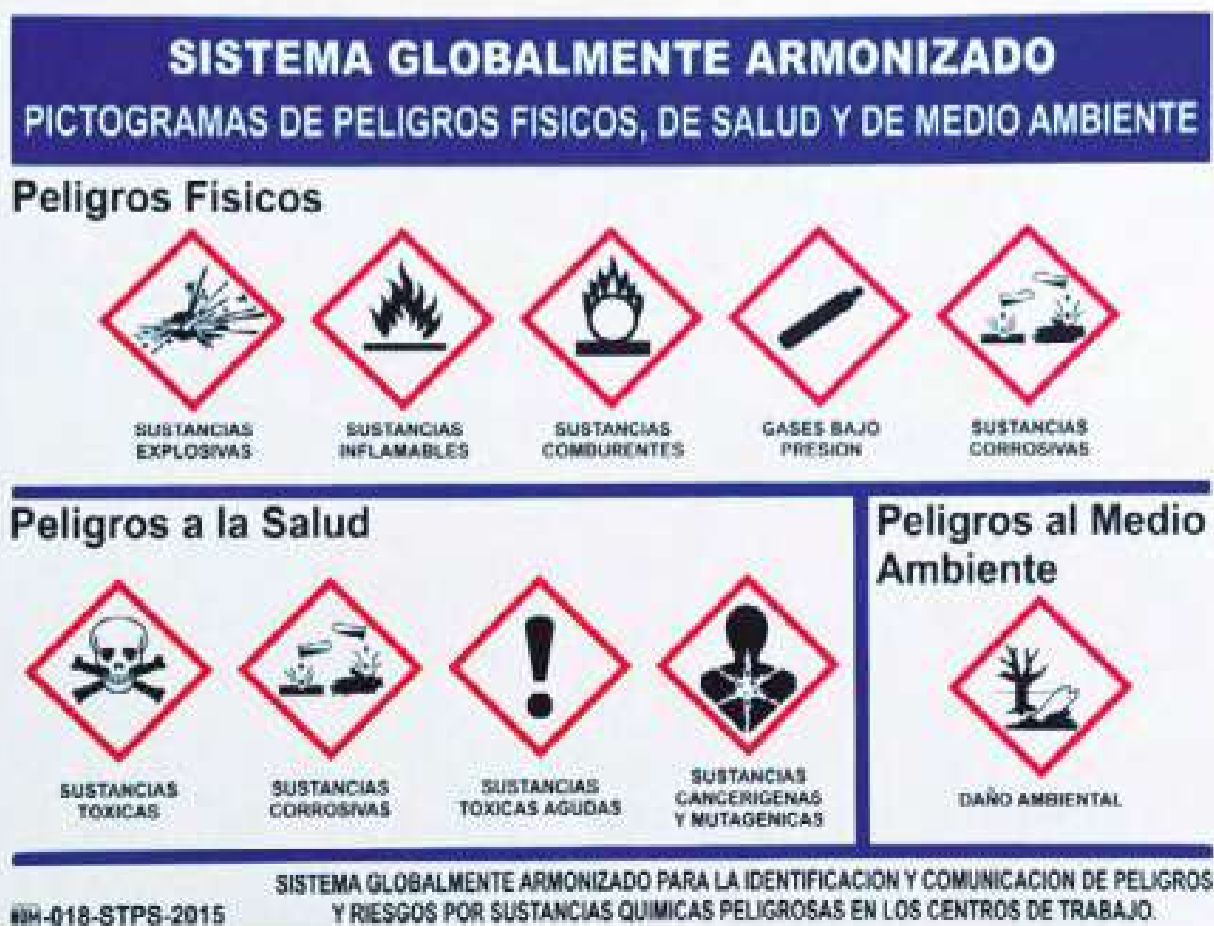 SISTEMA GLOBALMENTE ARMONIZADO
PICTOGRAMAS DE PELIGROS FISICOS, DE SALUD Y DE MEDIO AMBIENTE
Peligros Físicos
SUSTANCIAS
EXPLOSIVAS
SUSTANCIAS
INFLAMABLES
SUSTANCIAS
COMBURENTES
GASES BAJO
PRESION
SUSTANCIAS
CORROSIVAS
Peligros a la Salud
SUSTANCIAS
TOXICAS
SUSTANCIAS
CORROSIVAS
SUSTANCIAS
TOXICAS AGUDAS
SUSTANCIAS
CANCERIGENAS
Y MUTAGENICAS
Peligros al Medio
Ambiente
DAÑO AMBIENTAL
NOM-018-STPS-2015
SISTEMA GLOBALMENTE ARMONIZADO PARA LA IDENTIFICACION Y COMUNICACION DE PELIGROS
Y RIESGOS POR SUSTANCIAS QUIMICAS PELIGROSAS EN LOS CENTROS DE TRABAJO.